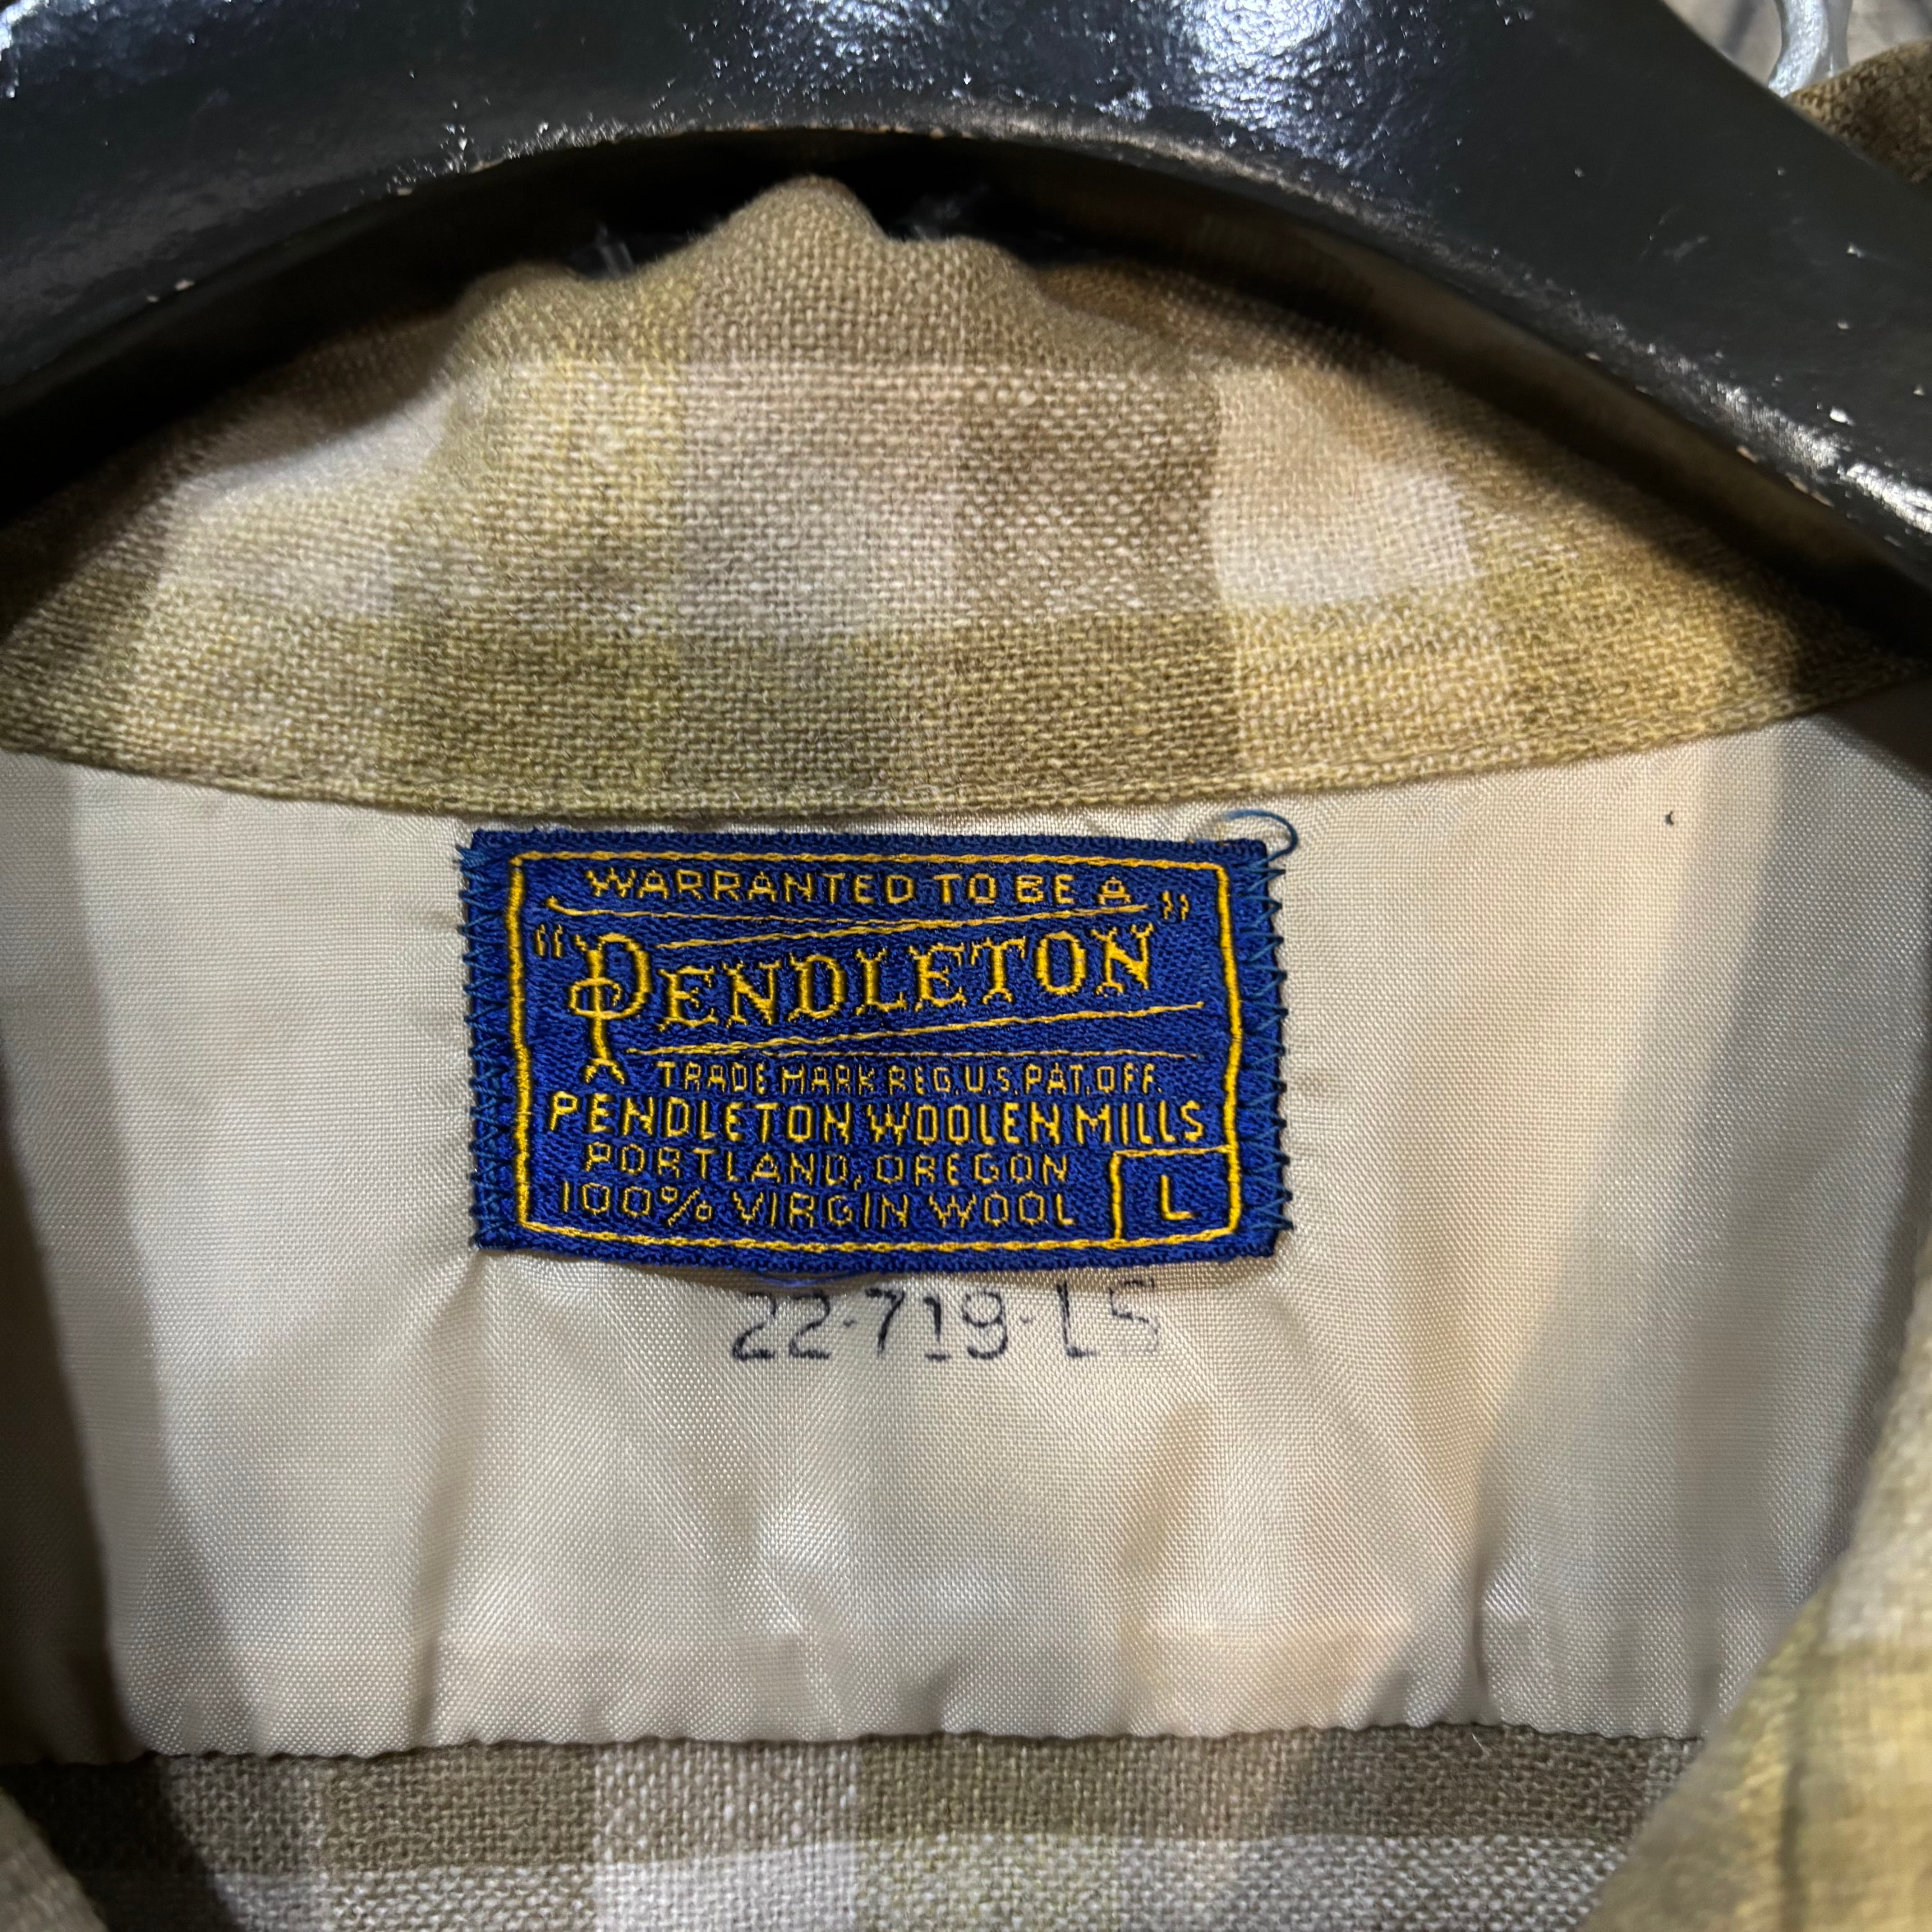 WARRANTED TO BE A
"PENDLETON"
TRADE MARK REG.U.S.PAT.OFF.
PENDLETON WOOLEN MILLS
PORTLAND, OREGON
100% VIRGIN WOOL
L
22-719-LS